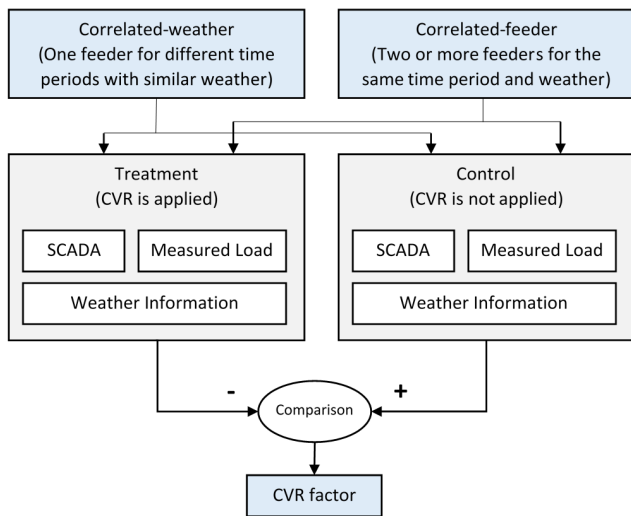 Correlated-weather
(One feeder for different time
periods with similar weather)
Correlated-feeder
(Two or more feeders for the
same time period and weather)
Treatment
(CVR is applied)
SCADA
Measured Load
Weather Information
Control
(CVR is not applied)
SCADA
Measured Load
Weather Information
-
+
Comparison
CVR factor